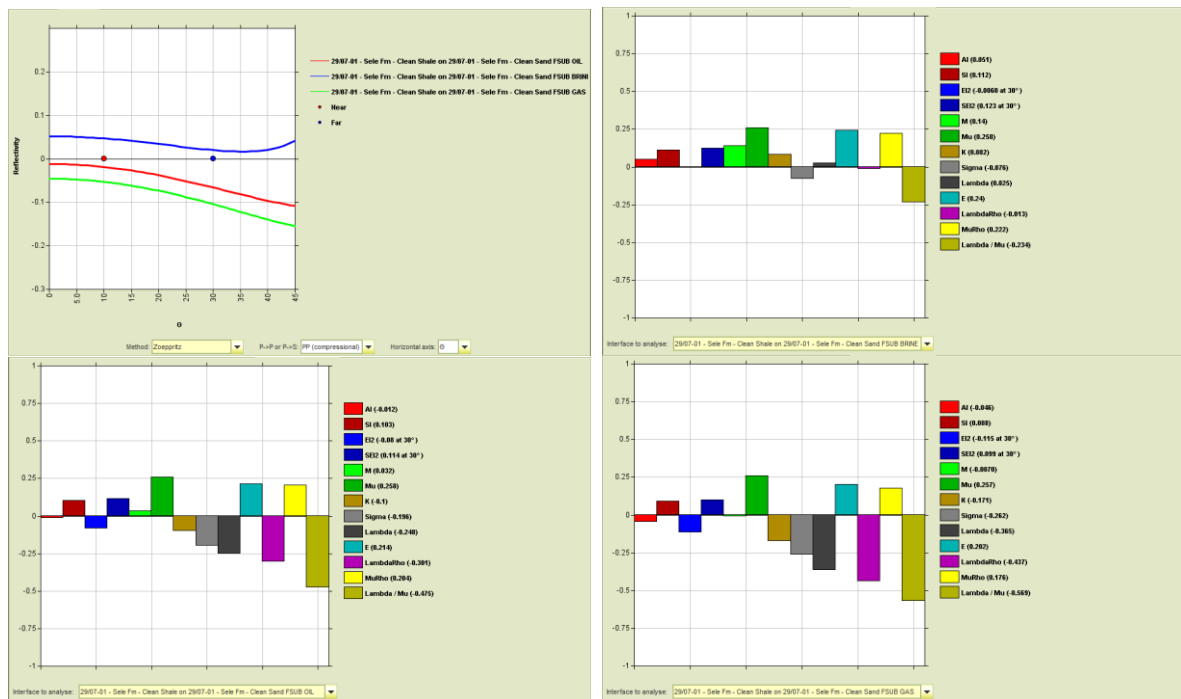 0.2
0.1
0
-0.1
-0.2
-0.3
Reflectivity
0
5.0
10
15
20
25
30
35
40
45
Θ
29/07-01 - Sele Fm - Clean Shale on 29/07-01 - Sele Fm - Clean Sand FSUB OIL
29/07-01 - Sele Fm - Clean Shale on 29/07-01 - Sele Fm - Clean Sand FSUB BRINE
29/07-01 - Sele Fm - Clean Shale on 29/07-01 - Sele Fm - Clean Sand FSUB GAS
Near
Far
Method: Zoeppritz P->P or P->S: PP (compressional) Horizontal axis: Θ
1
0.75
0.5
0.25
0
-0.25
-0.5
-0.75
-1
AI (0.051)
SI (0.112)
EI2 (-0.0060 at 30°)
SEI2 (0.123 at 30°)
M (0.14)
Mu (0.258)
K (0.082)
Sigma (-0.076)
Lambda (0.025)
E (0.24)
LambdaRho (-0.013)
MuRho (0.222)
Lambda / Mu (-0.234)
Interface to analyse: 29/07-01 - Sele Fm - Clean Shale on 29/07-01 - Sele Fm - Clean Sand FSUB BRINE
1
0.75
0.5
0.25
0
-0.25
-0.5
-0.75
-1
AI (-0.012)
SI (0.103)
EI2 (-0.08 at 30°)
SEI2 (0.114 at 30°)
M (0.032)
Mu (0.258)
K (-0.1)
Sigma (-0.196)
Lambda (-0.248)
E (0.214)
LambdaRho (-0.301)
MuRho (0.204)
Lambda / Mu (-0.475)
Interface to analyse: 29/07-01 - Sele Fm - Clean Shale on 29/07-01 - Sele Fm - Clean Sand FSUB OIL
1
0.75
0.5
0.25
0
-0.25
-0.5
-0.75
-1
AI (-0.046)
SI (0.088)
EI2 (-0.115 at 30°)
SEI2 (0.099 at 30°)
M (-0.0070)
Mu (0.257)
K (-0.171)
Sigma (-0.262)
Lambda (-0.365)
E (0.202)
LambdaRho (-0.437)
MuRho (0.176)
Lambda / Mu (-0.569)
Interface to analyse: 29/07-01 - Sele Fm - Clean Shale on 29/07-01 - Sele Fm - Clean Sand FSUB GAS